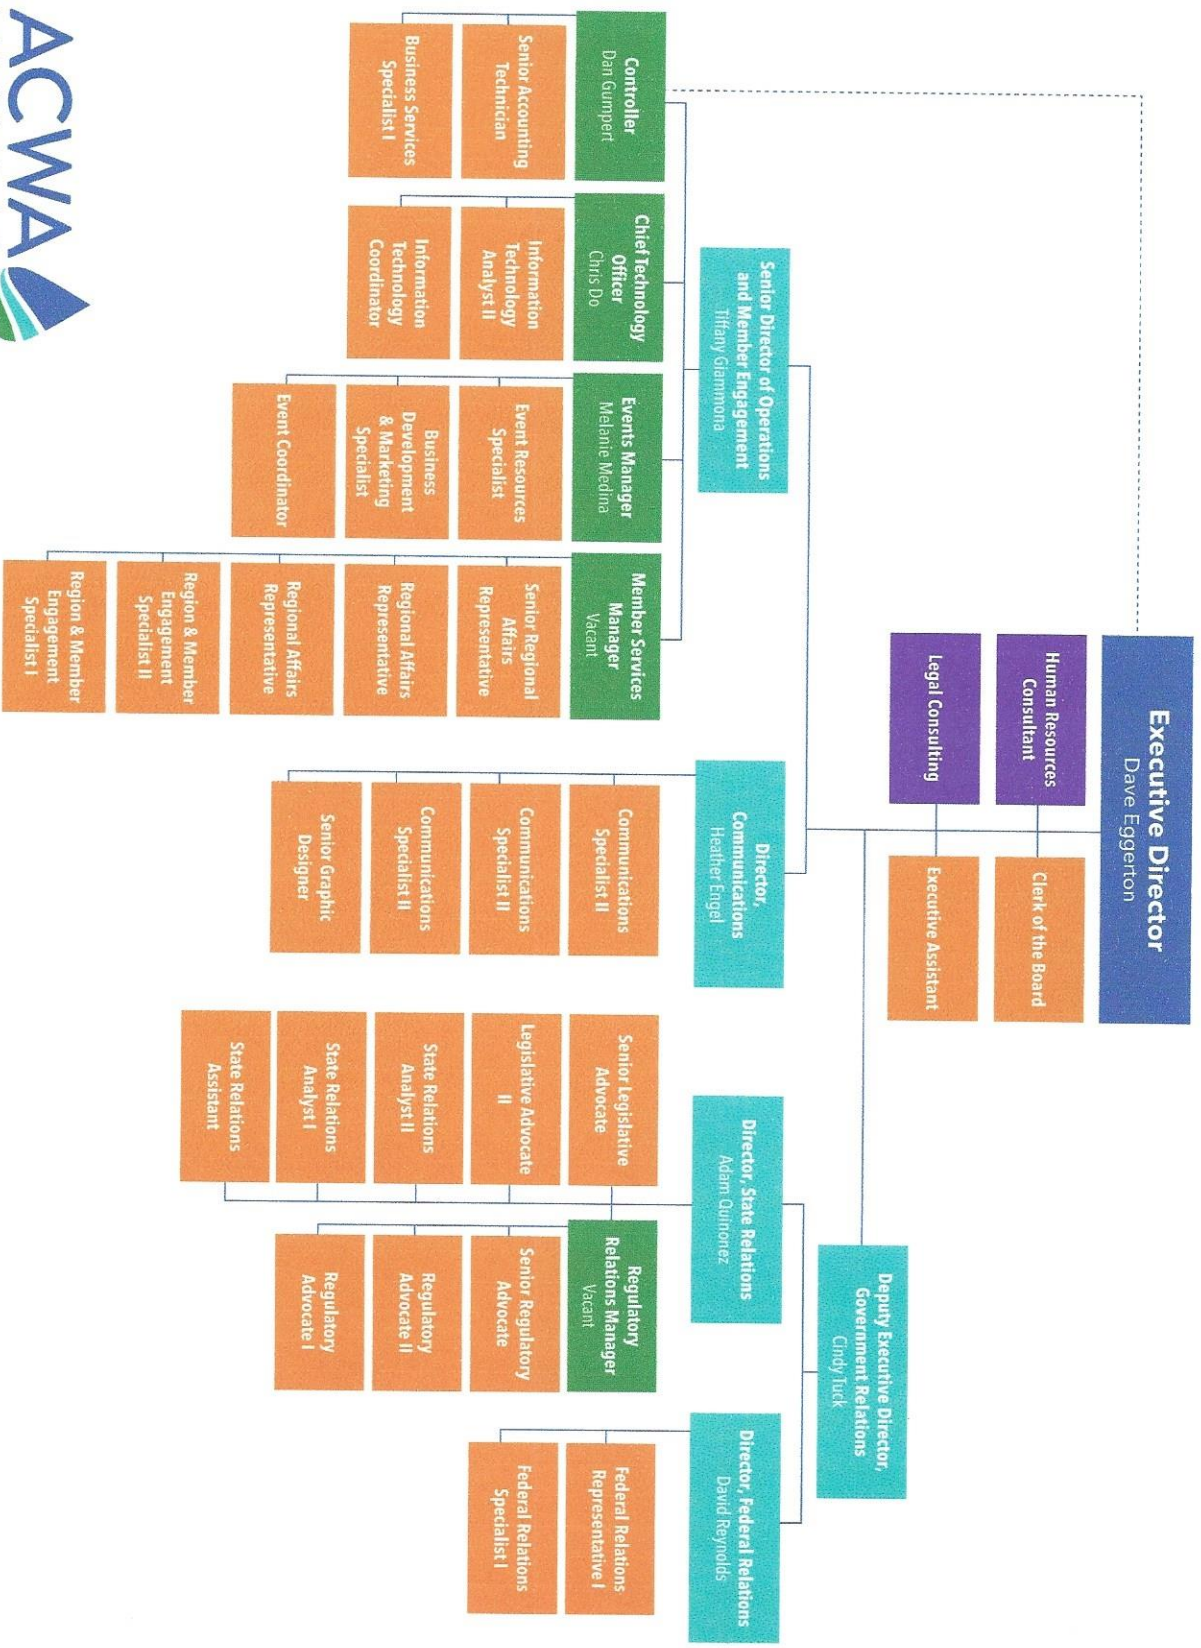 Executive Director
Dave Eggerton
Human Resources
Consultant
Clerk of the Board
Legal Consulting
Executive Assistant
Deputy Executive Director,
Government Relations
Cindy Tuck
Senior Director of Operations
and Member Engagement
Tiffany Giammona
Director,
Communications
Heather Engel
Director, State Relations
Adam Quinonez
Director, Federal Relations
David Reynolds
Controller
Dan Gumpert
Senior Accounting
Technician
Business Services
Specialist I
Chief Technology
Officer
Chris Do
Information
Technology
Analyst II
Information
Technology
Coordinator
Events Manager
Melanie Medina
Event Resources
Specialist
Business
Development
& Marketing
Specialist
Event Coordinator
Member Services
Manager
Vacant
Senior Regional
Affairs
Representative
Regional Affairs
Representative
Regional Affairs
Representative
Region & Member
Engagement
Specialist II
Region & Member
Engagement
Specialist I
Communications
Specialist II
Communications
Specialist II
Communications
Specialist II
Senior Graphic
Designer
Senior Legislative
Advocate
Legislative Advocate
II
State Relations
Analyst II
State Relations
Analyst I
State Relations
Assistant
Regulatory
Relations Manager
Vacant
Senior Regulatory
Advocate
Regulatory
Advocate II
Regulatory
Advocate I
Federal Relations
Representative I
Federal Relations
Specialist I
ACWA